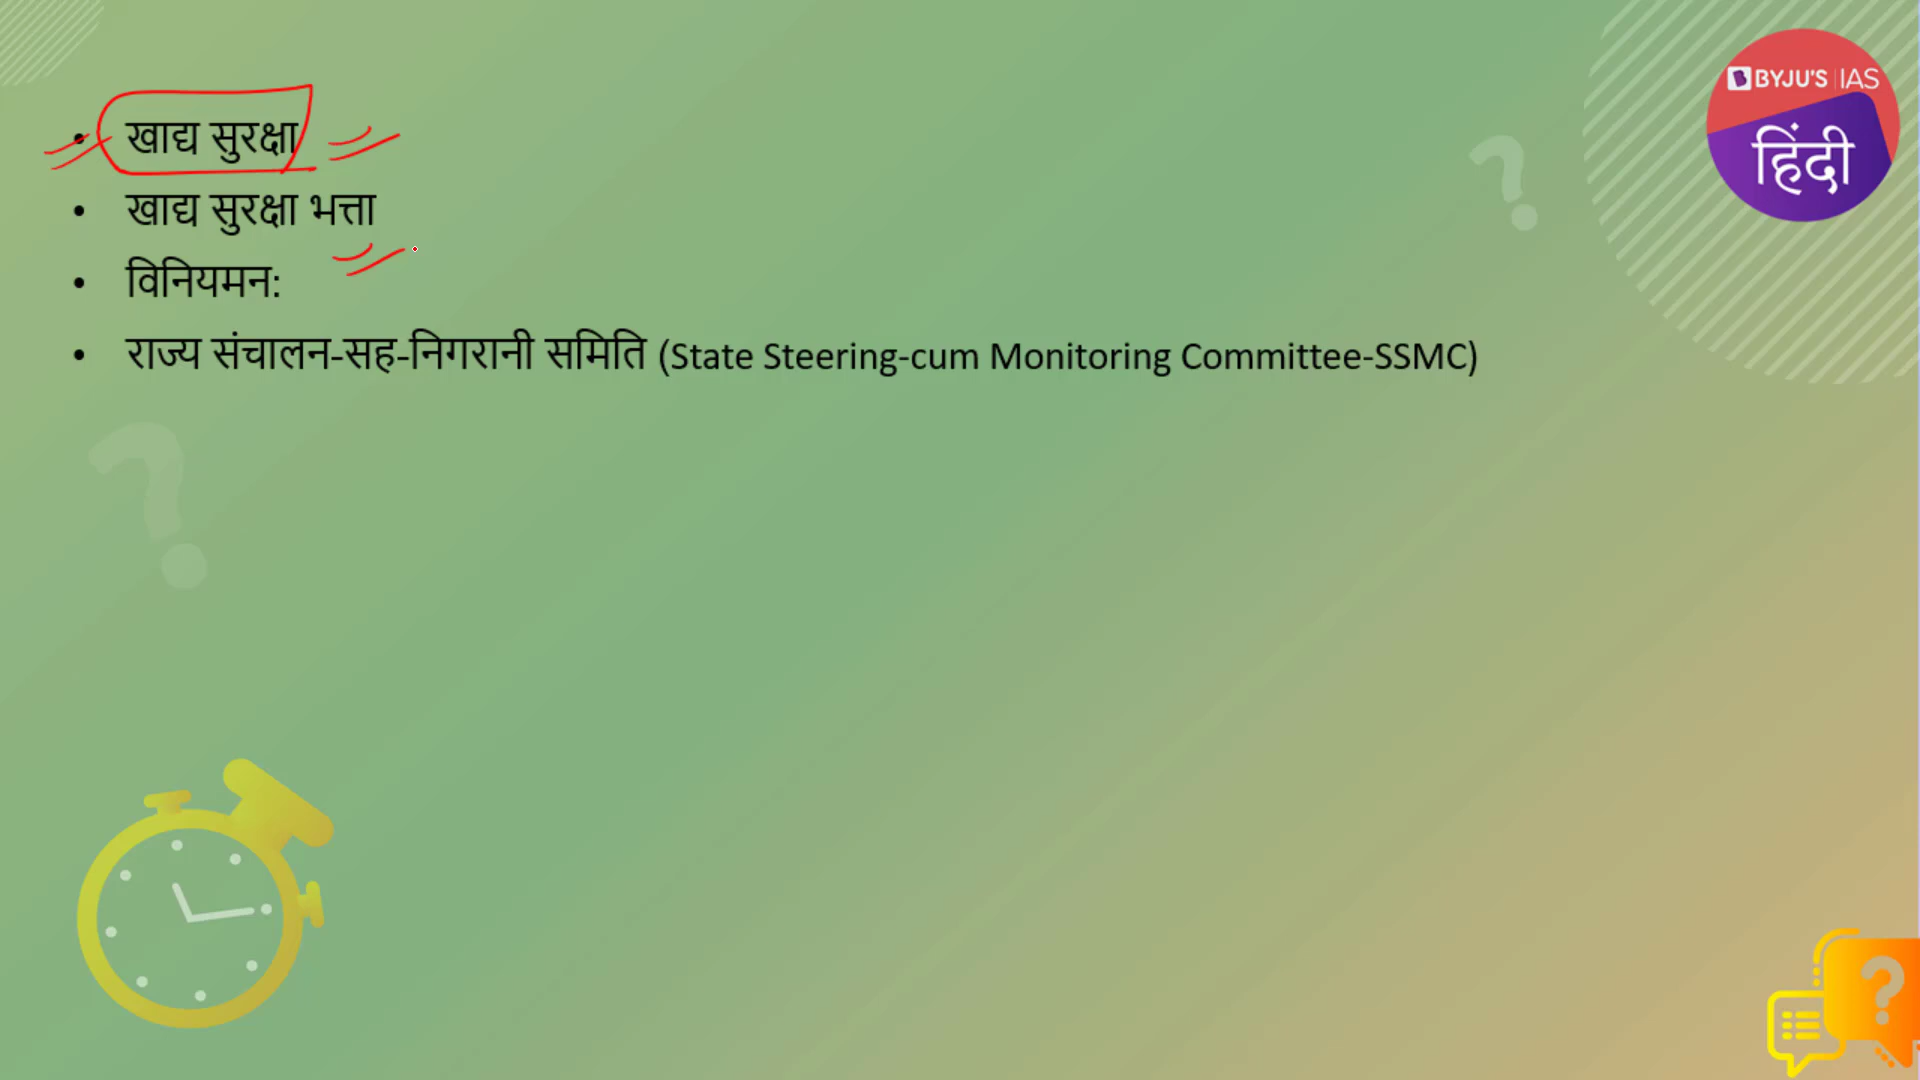 BYJU'S IAS
हिंदी
• खाद्य सुरक्षा
• खाद्य सुरक्षा भत्ता
• विनियमन:
• राज्य संचालन-सह-निगरानी समिति (State Steering-cum Monitoring Committee-SSMC)